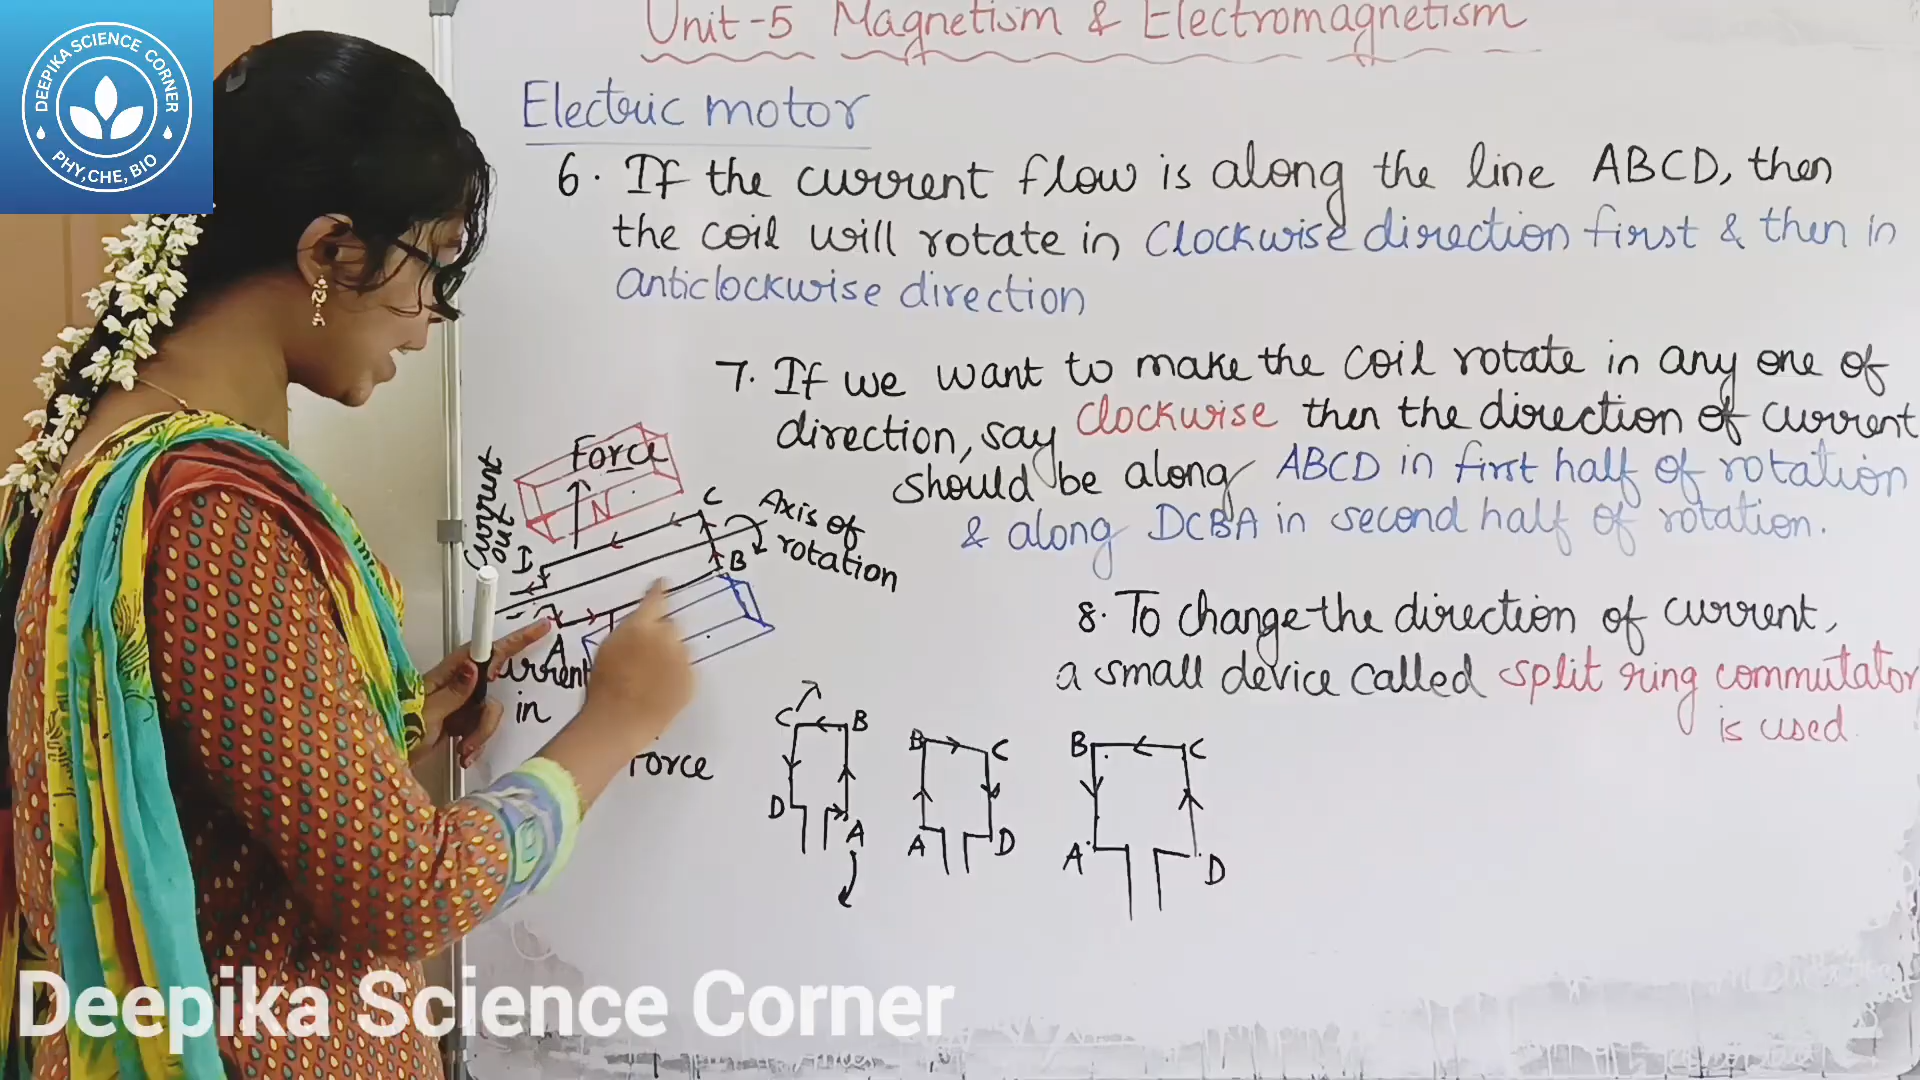 DEEPIKA SCIENCE CORNER
PHY, CHE, BIO
Unit-5 Magnetism & Electromagnetism
Electric motor
6. If the current flow is along the line ABCD, then
the coil will rotate in Clockwise direction first & then in
anticlockwise direction
7. If we want to make the coil rotate in any one of
direction, say clockwise then the direction of current
should be along ABCD in first half of rotation
& along DCBA in second half of rotation.
8. To change the direction of current,
a small device called split ring commutator
is used
Force
N
Current
out
C
B
A
Axis of
rotation
in
C B
D A
B C
A D
B C
A D
Deepika Science Corner